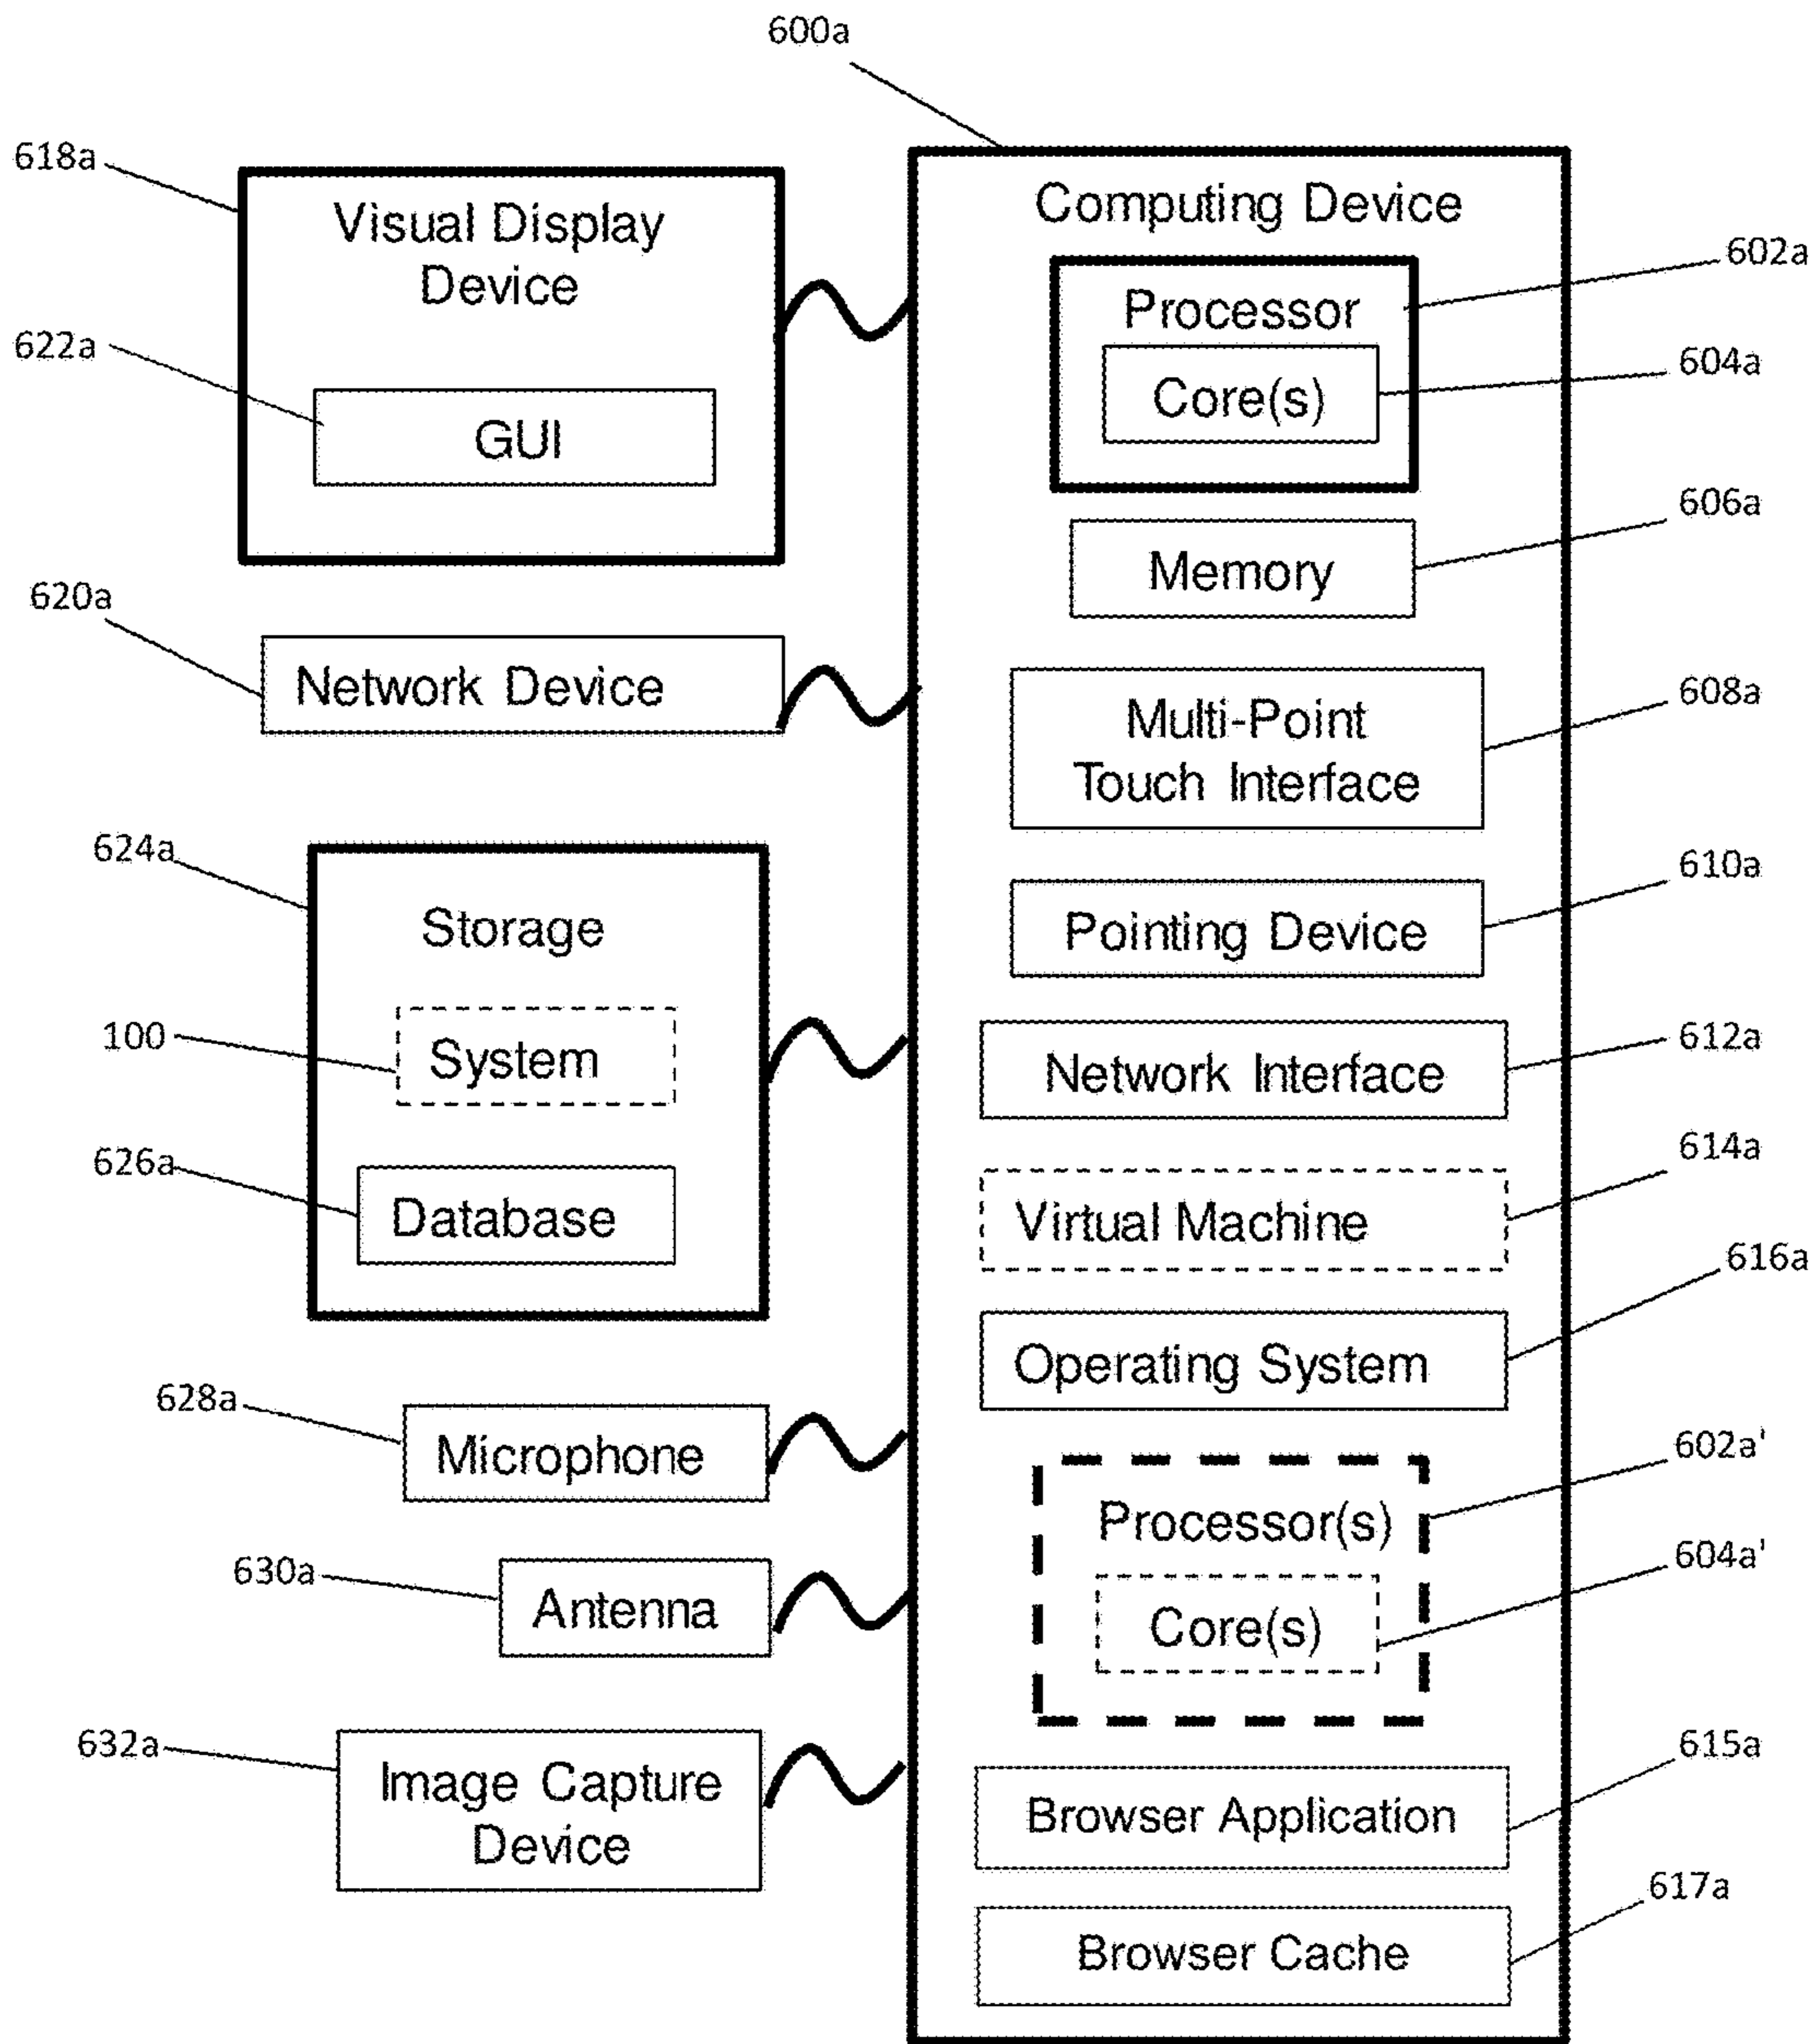 600a
618a
Visual Display
Device
622a
GUI
620a
Network Device
624a
Storage
100
System
626a
Database
628a
Microphone
630a
Antenna
632a
Image Capture
Device
Computing Device
602a
Processor
604a
Core(s)
606a
Memory
608a
Multi-Point
Touch Interface
610a
Pointing Device
612a
Network Interface
614a
Virtual Machine
616a
Operating System
602a'
Processor(s)
604a'
Core(s)
615a
Browser Application
617a
Browser Cache